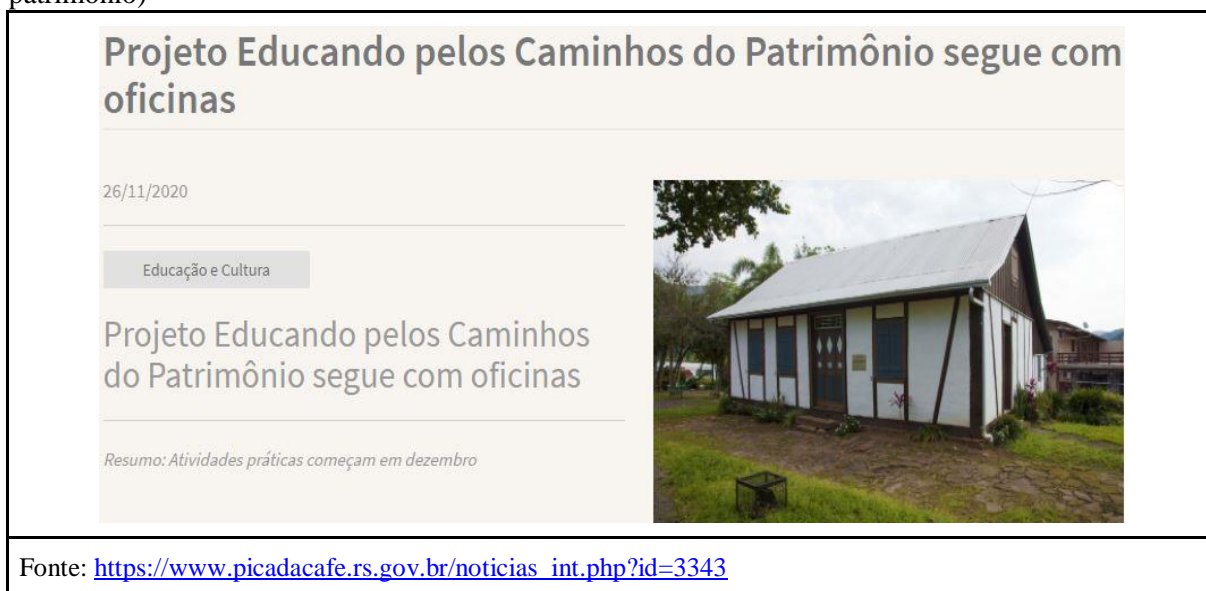 patrimônio)
Projeto Educando pelos Caminhos do Patrimônio segue com
oficinas
26/11/2020
Educação e Cultura
Projeto Educando pelos Caminhos
do Patrimônio segue com oficinas
Resumo: Atividades práticas começam em dezembro
Fonte: https://www.picadacafe.rs.gov.br/noticias_int.php?id=3343